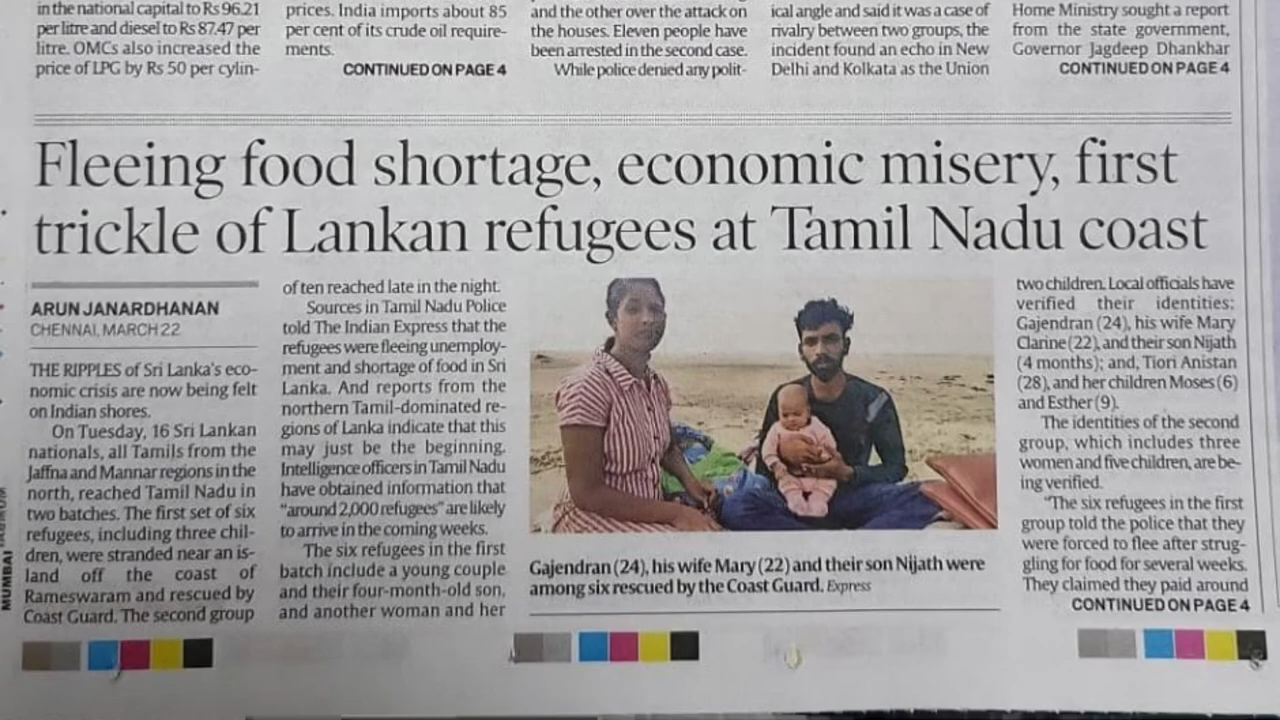 in the national capital to Rs 96.21
per litre and diesel to Rs 87.47 per
litre. OMCs also increased the
price of LPG by Rs 50 per cylin-
prices. India imports about 85
per cent of its crude oil require-
ments.
CONTINUED ON PAGE 4
and the other over the attack on
the houses. Eleven people have
been arrested in the second case.
While police denied any polit-
ical angle and said it was a case of
rivalry between two groups, the
incident found an echo in New
Delhi and Kolkata as the Union
Home Ministry sought a report
from the state government,
Governor Jagdeep Dhankhar
CONTINUED ON PAGE 4
Fleeing food shortage, economic misery, first
trickle of Lankan refugees at Tamil Nadu coast
ARUN JANARDHANAN
CHENNAI, MARCH 22
THE RIPPLES of Sri Lanka's eco-
nomic crisis are now being felt
on Indian shores.
On Tuesday, 16 Sri Lankan
nationals, all Tamils from the
Jaffna and Mannar regions in the
north, reached Tamil Nadu in
two batches. The first set of six
refugees, including three chil-
dren, were stranded near an is-
land off the coast of
Rameswaram and rescued by
Coast Guard. The second group
of ten reached late in the night.
Sources in Tamil Nadu Police
told The Indian Express that the
refugees were fleeing unemploy-
ment and shortage of food in Sri
Lanka. And reports from the
northern Tamil-dominated re-
gions of Lanka indicate that this
may just be the beginning.
Intelligence officers in Tamil Nadu
have obtained information that
"around 2,000 refugees" are likely
to arrive in the coming weeks.
The six refugees in the first
batch include a young couple
and their four-month-old son,
and another woman and her
Gajendran (24), his wife Mary (22) and their son Nijath were
among six rescued by the Coast Guard. Express
two children. Local officials have
verified their identities:
Gajendran (24), his wife Mary
Clarine (22), and their son Nijath
(4 months); and, Tiori Anistan
(28), and her children Moses (6)
and Esther (9).
The identities of the second
group, which includes three
women and five children, are be-
ing verified.
"The six refugees in the first
group told the police that they
were forced to flee after strug-
gling for food for several weeks.
They claimed they paid around
CONTINUED ON PAGE 4
MUMBAI